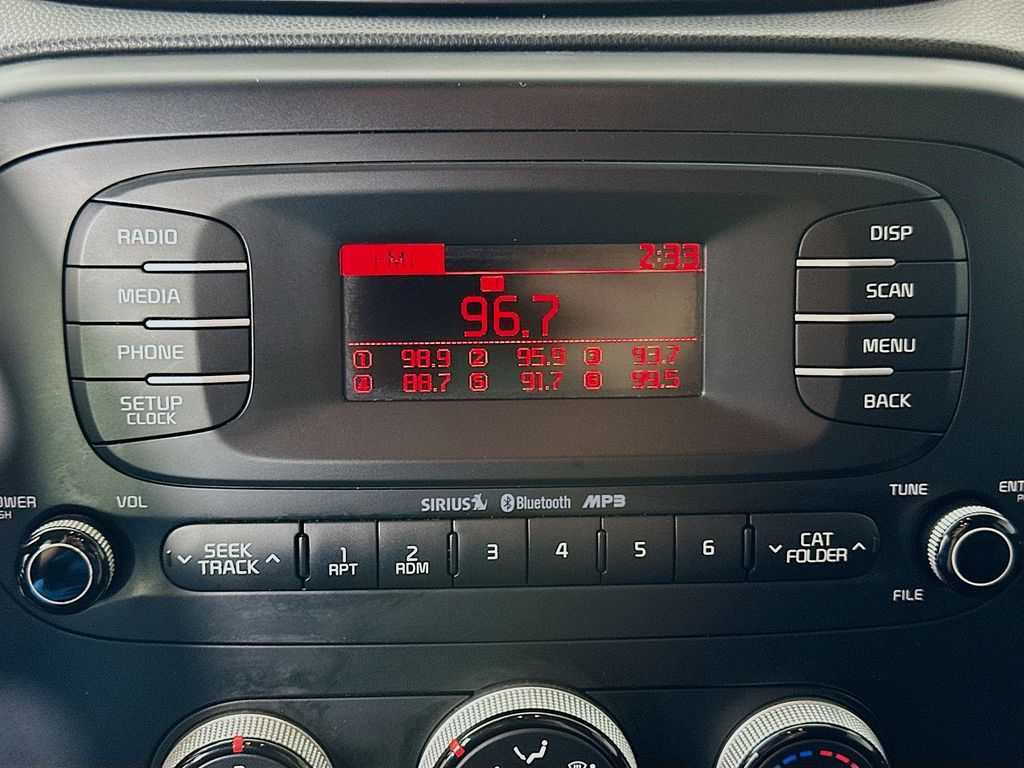 RADIO
MEDIA
PHONE
SETUP
CLOCK
FM1 2:33
96.7
1 98.9 2 95.9 3 93.7
4 88.7 5 91.7 6 99.5
DISP
SCAN
MENU
BACK
VOL
SIRIUS Bluetooth MP3
TUNE
SEEK
TRACK
1
RPT
2
RDM
3
4
5
6
CAT
FOLDER
FILE